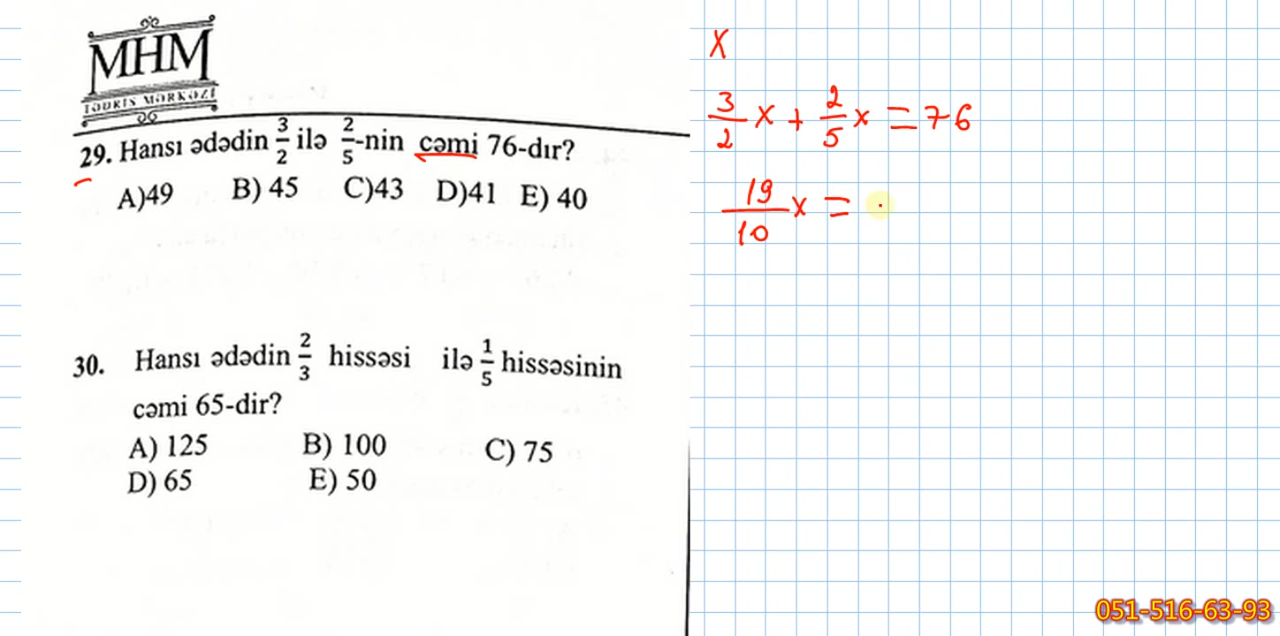 MHM
TƏDRİS MƏRKƏZİ
29. Hansı ədədin 3/2 ilə 2/5-nin cəmi 76-dır?
A)49 B) 45 C)43 D)41 E) 40
30. Hansı ədədin 2/3 hissəsi ilə 1/5 hissəsinin
cəmi 65-dir?
A) 125 B) 100 C) 75
D) 65 E) 50
x
3/2 x + 2/5 x = 76
19/10 x =
051-516-63-93